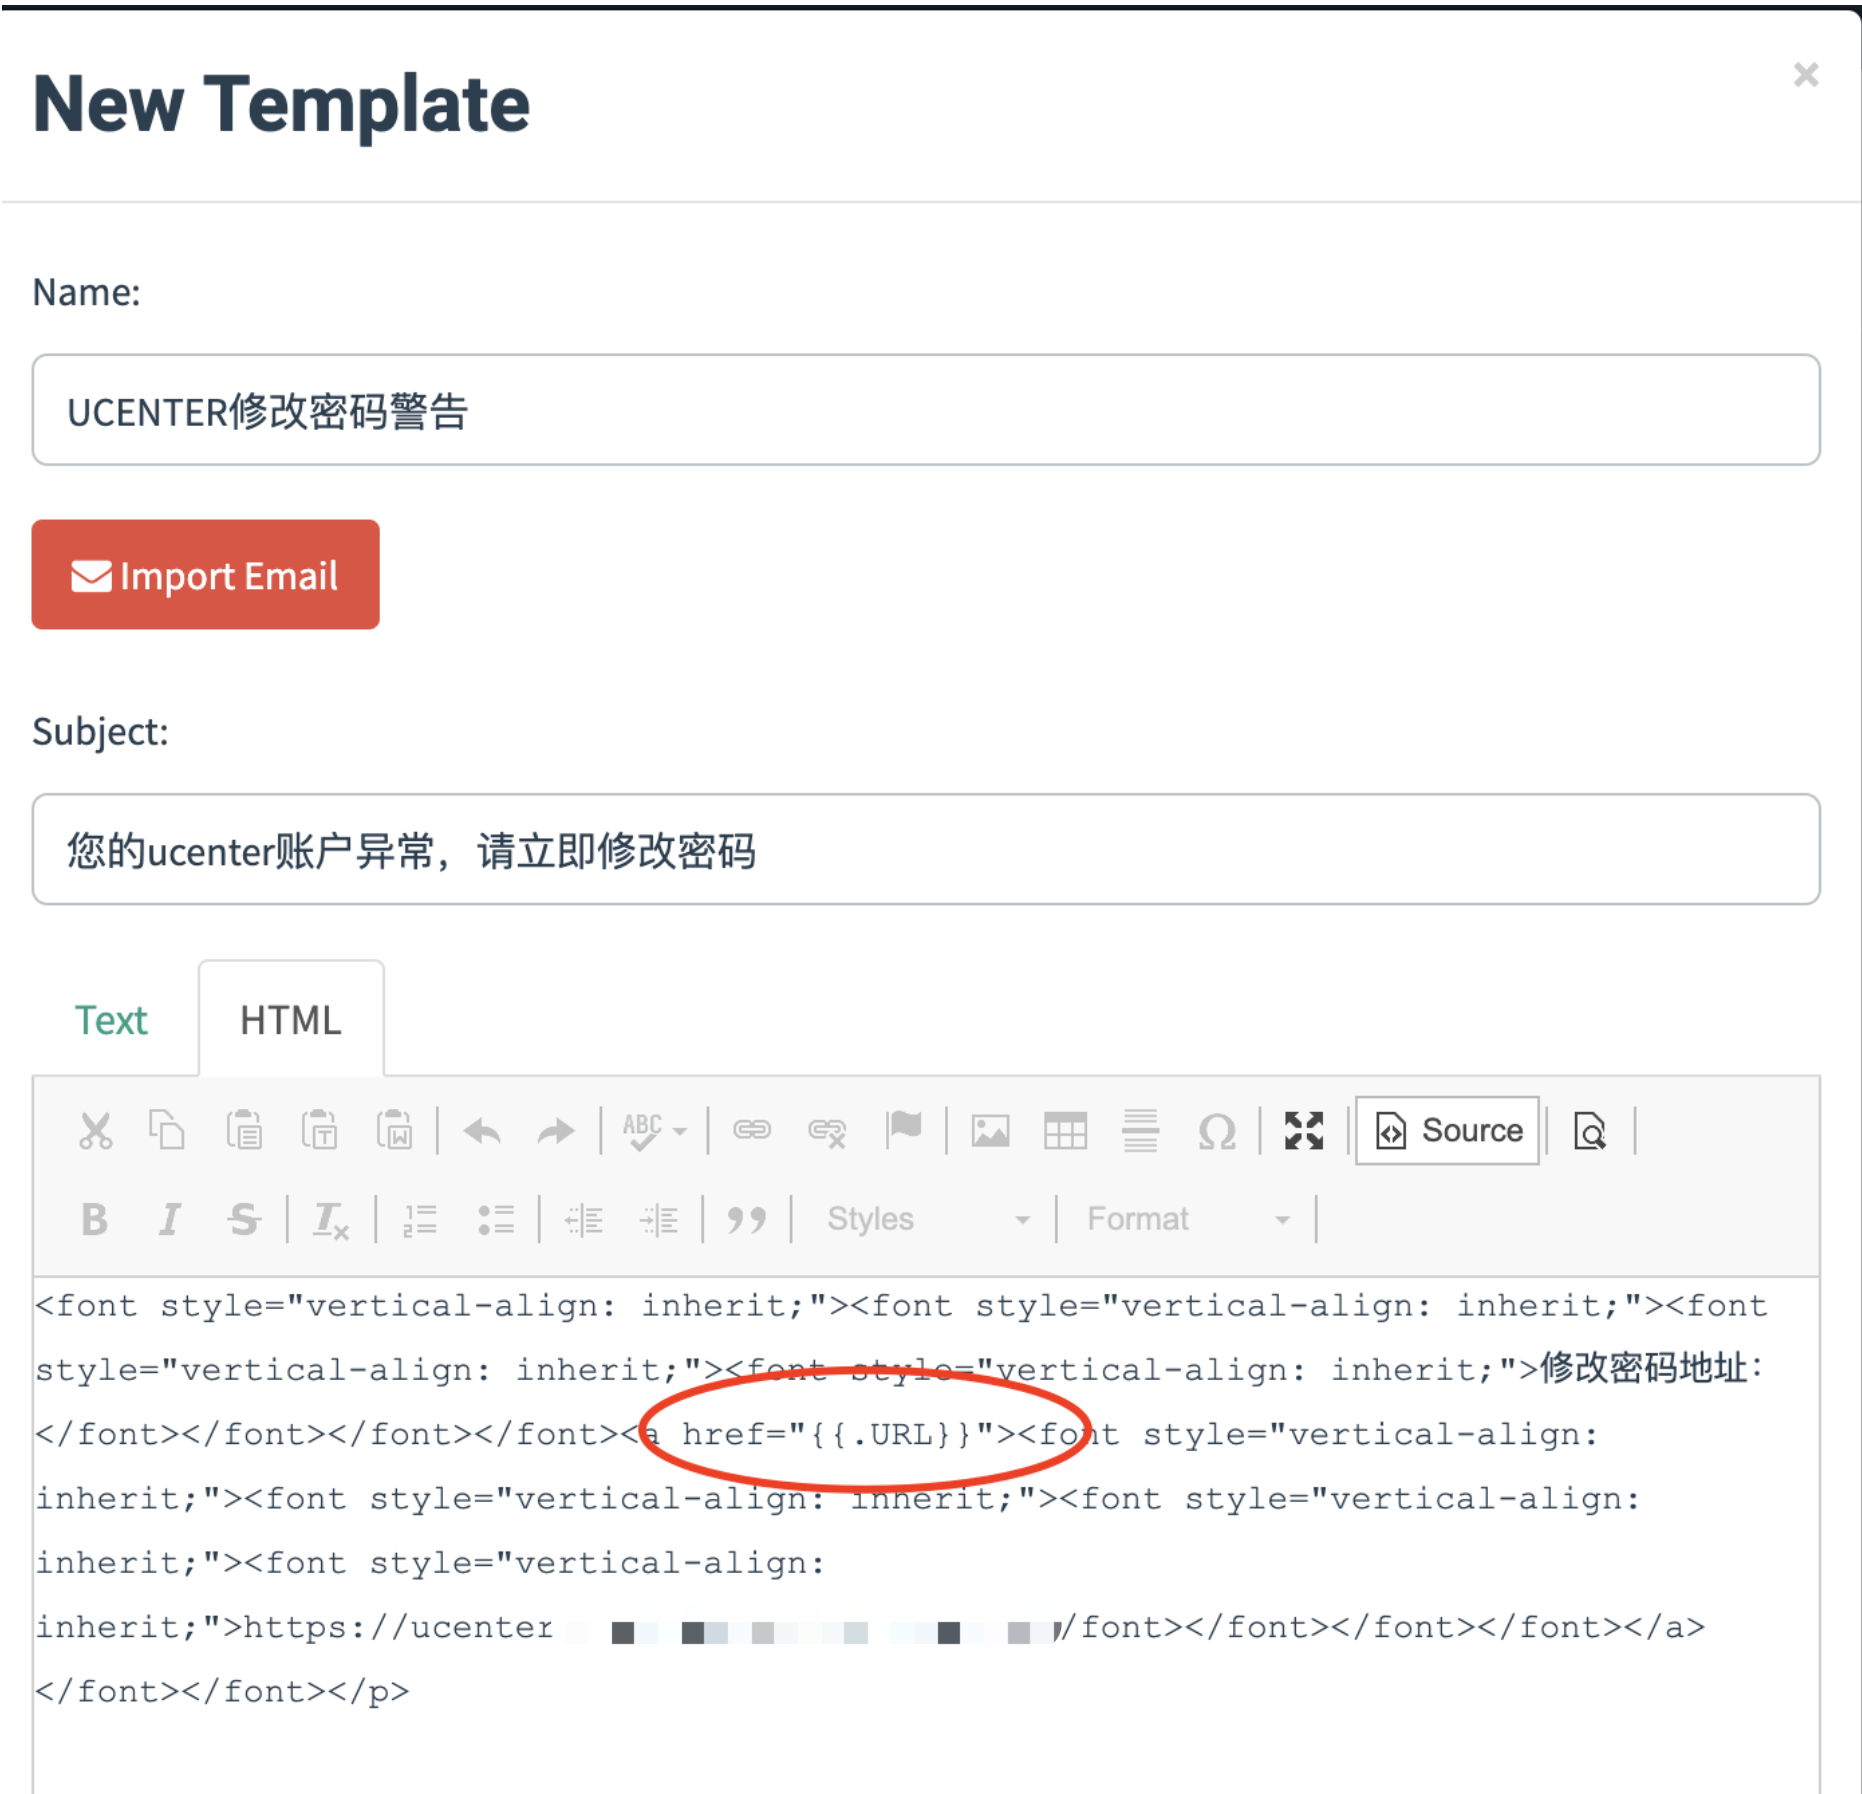 New Template
×
Name:
UCENTER修改密码警告
Import Email
Subject:
您的ucenter账户异常，请立即修改密码
Text
HTML
ABC
Source
B I S Tx
Styles
Format
<font style="vertical-align: inherit;"><font style="vertical-align: inherit;"><font
style="vertical-align: inherit;"><font style="vertical-align: inherit;">修改密码地址：
</font></font></font></font><a href="{{.URL}}"><font style="vertical-align:
inherit;"><font style="vertical-align: inherit;"><font style="vertical-align:
inherit;"><font style="vertical-align:
inherit;">https://ucenter /font></font></font></font></a>
</font></font></p>